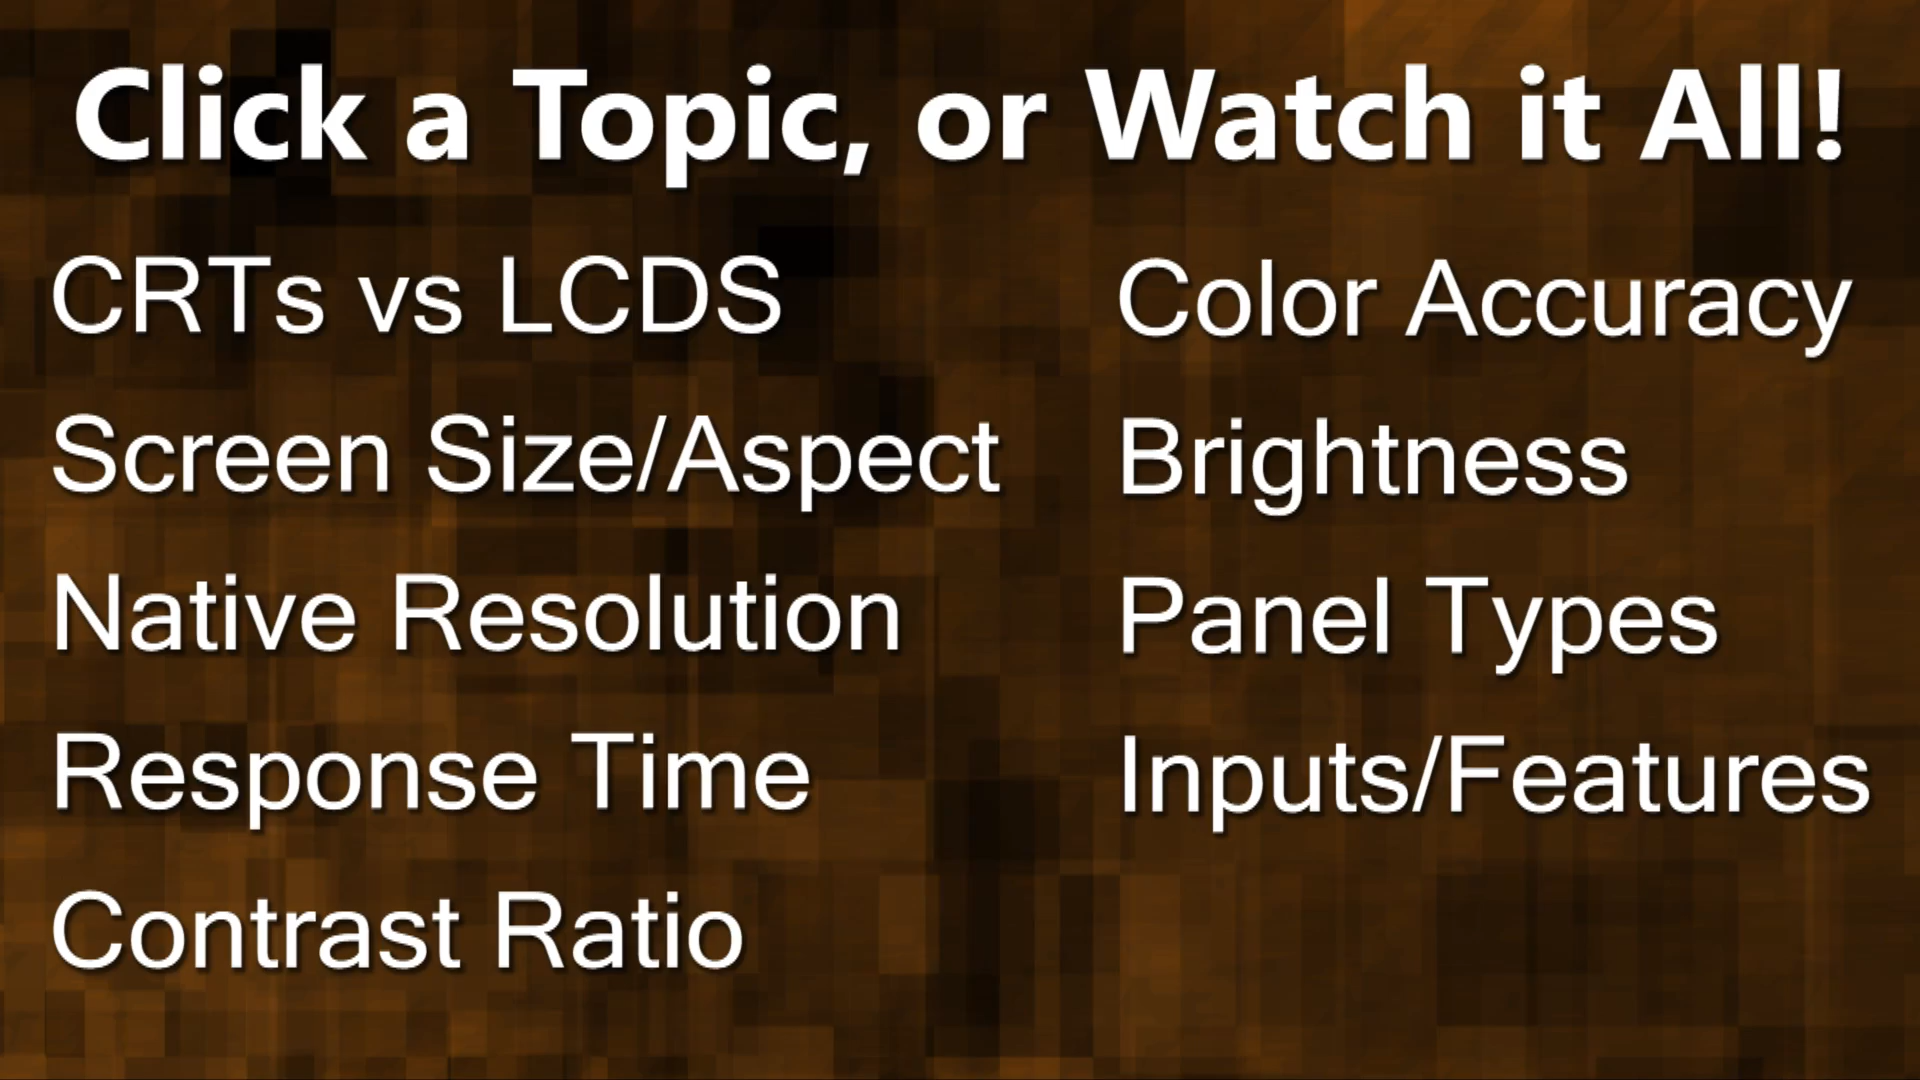 Click a Topic, or Watch it All!
CRTs vs LCDS
Screen Size/Aspect
Native Resolution
Response Time
Contrast Ratio
Color Accuracy
Brightness
Panel Types
Inputs/Features